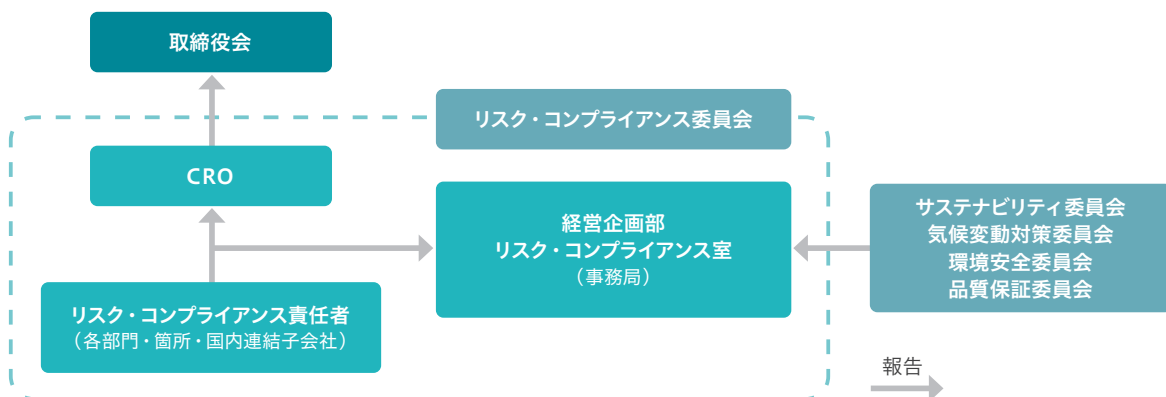 取締役会
リスク・コンプライアンス委員会
CRO
経営企画部
リスク・コンプライアンス室
（事務局）
サステナビリティ委員会
気候変動対策委員会
環境安全委員会
品質保証委員会
リスク・コンプライアンス責任者
（各部門・箇所・国内連結子会社）
報告